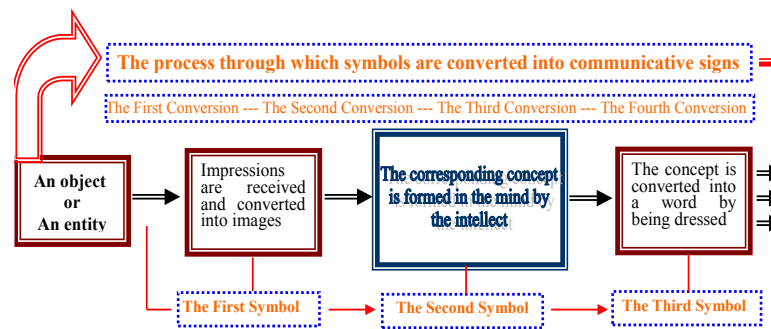 The process through which symbols are converted into communicative signs
The First Conversion --- The Second Conversion --- The Third Conversion --- The Fourth Conversion
An object
or
An entity
Impressions
are received
and converted
into images
The corresponding concept
is formed in the mind by
the intellect
The concept is
converted into
a word by
being dressed
The First Symbol
The Second Symbol
The Third Symbol